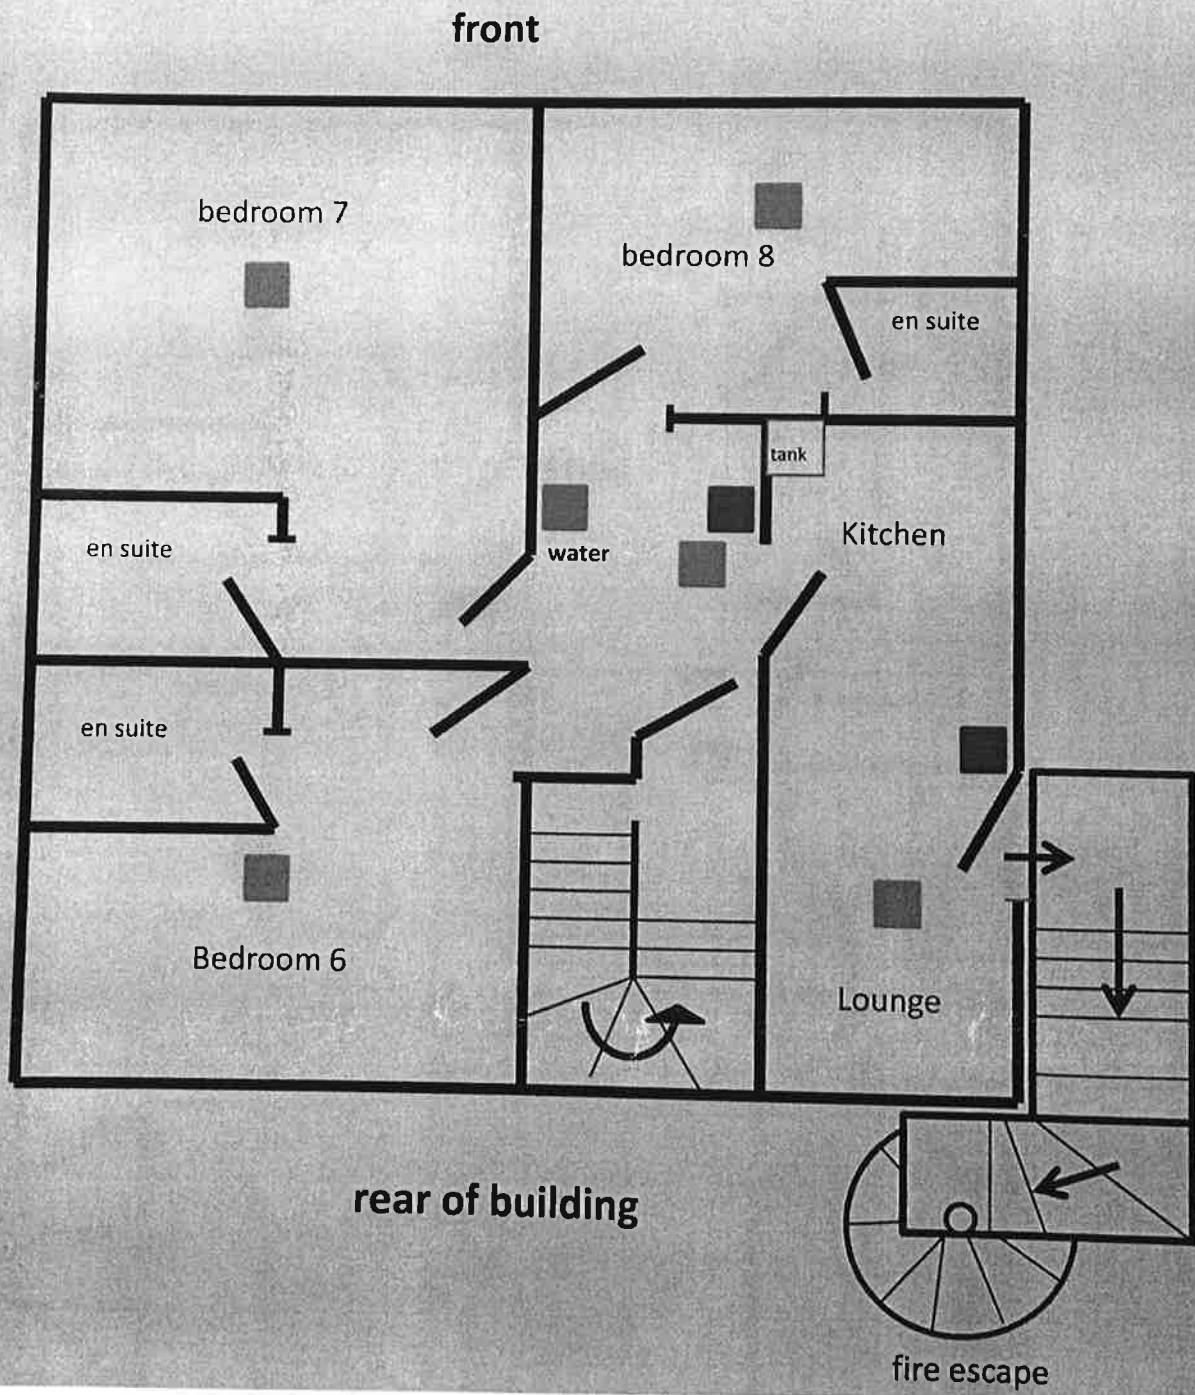 front
bedroom 7
bedroom 8
en suite
tank
Kitchen
en suite
water
en suite
Bedroom 6
Lounge
rear of building
fire escape